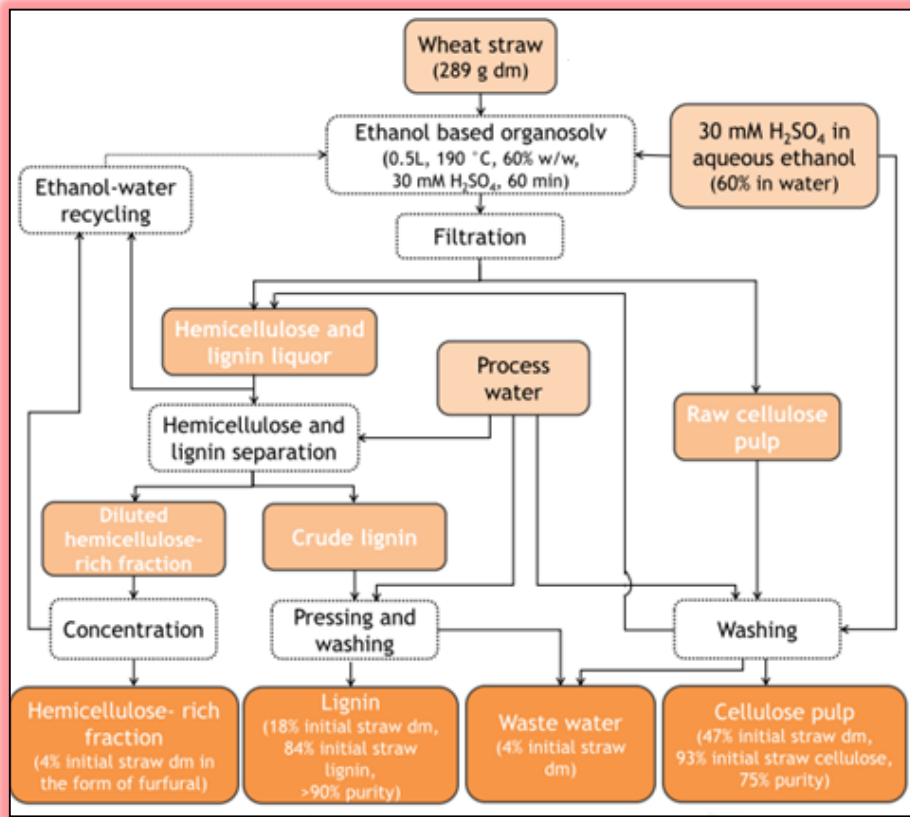 Wheat straw
(289 g dm)
Ethanol based organosolv
(0.5L, 190 °C, 60% w/w,
30 mM H₂SO₄, 60 min)
30 mM H₂SO₄ in
aqueous ethanol
(60% in water)
Ethanol-water
recycling
Filtration
Hemicellulose and
lignin liquor
Process
water
Raw cellulose
pulp
Hemicellulose and
lignin separation
Diluted
hemicellulose-
rich fraction
Crude lignin
Concentration
Pressing and
washing
Washing
Hemicellulose- rich
fraction
(4% initial straw dm in
the form of furfural)
Lignin
(18% initial straw dm,
84% initial straw
lignin,
>90% purity)
Waste water
(4% initial straw
dm)
Cellulose pulp
(47% initial straw dm,
93% initial straw cellulose,
75% purity)